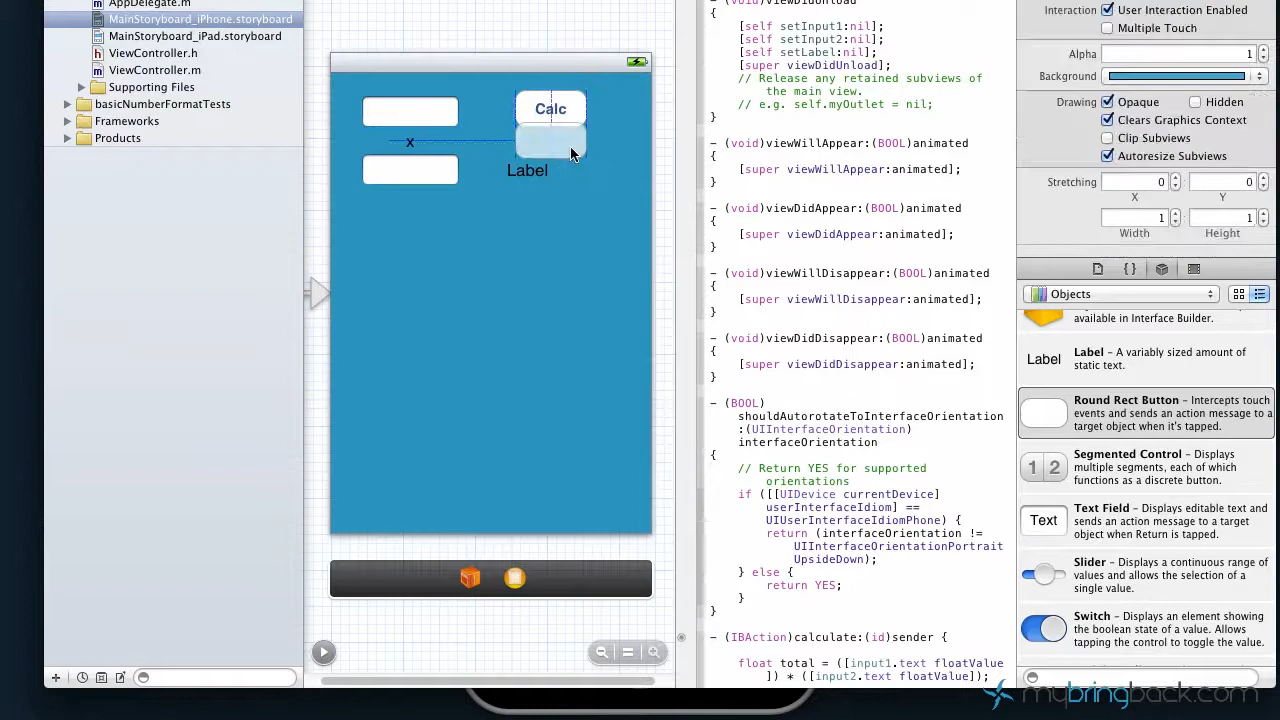 AppDelegate.m
MainStoryboard_iPhone.storyboard
MainStoryboard_iPad.storyboard
ViewController.h
ViewController.m
Supporting Files
basicNumberFormatTests
Frameworks
Products
Calc
x
Label
- (void)viewDidUnload
{
[self setInput1:nil];
[self setInput2:nil];
[self setLabel:nil];
[super viewDidUnload];
// Release any retained subviews of
the main view.
// e.g. self.myOutlet = nil;
}
- (void)viewWillAppear:(BOOL)animated
{
[super viewWillAppear:animated];
}
- (void)viewDidAppear:(BOOL)animated
{
[super viewDidAppear:animated];
}
- (void)viewWillDisappear:(BOOL)animated
{
[super viewWillDisappear:animated];
}
- (void)viewDidDisappear:(BOOL)animated
{
[super viewDidDisappear:animated];
}
- (BOOL)
shouldAutorotateToInterfaceOrientation
:(UIInterfaceOrientation)
interfaceOrientation
{
// Return YES for supported
orientations
if ([[UIDevice currentDevice]
userInterfaceIdiom] ==
UIUserInterfaceIdiomPhone) {
return (interfaceOrientation !=
UIInterfaceOrientationPortrait
UpsideDown);
} else {
return YES;
}
}
- (IBAction)calculate:(id)sender {
float total = ([input1.text floatValue
]) * ([input2.text floatValue]);
Interaction User Interaction Enabled
Multiple Touch
Alpha 1
Background
Drawing Opaque Hidden
Clears Graphics Context
Clip Subviews
Autoresize Subviews
Stretching 0 0
X Y
1 1
Width Height
{ }
Objects
available in Interface Builder.
Label Label – A variably sized amount of
static text.
Round Rect Button – Intercepts touch
events and sends an action message to a
target object when it's tapped.
1 2 Segmented Control – Displays
multiple segments, each of which
functions as a discrete button.
Text Text Field – Displays editable text and
sends an action message to a target
object when Return is tapped.
Slider – Displays a continuous range of
values and allows the selection of a
single value.
Switch – Displays an element showing
the boolean state of a value. Allows
tapping the control to toggle the value.
mybringback.com